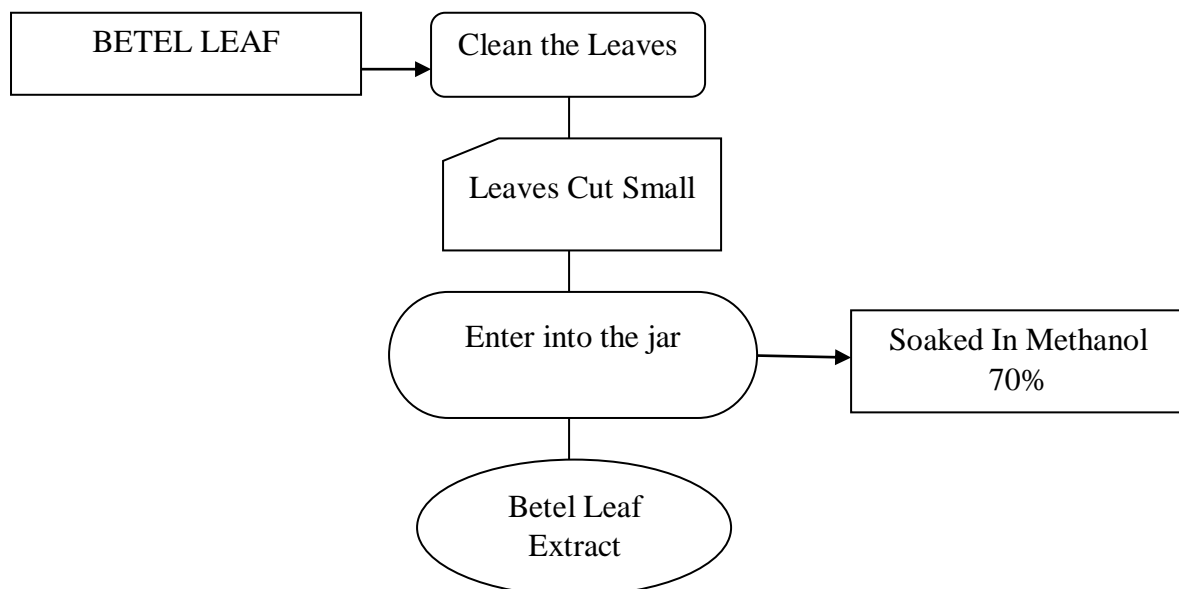 BETEL LEAF
Clean the Leaves
Leaves Cut Small
Enter into the jar
Soaked In Methanol
70%
Betel Leaf
Extract